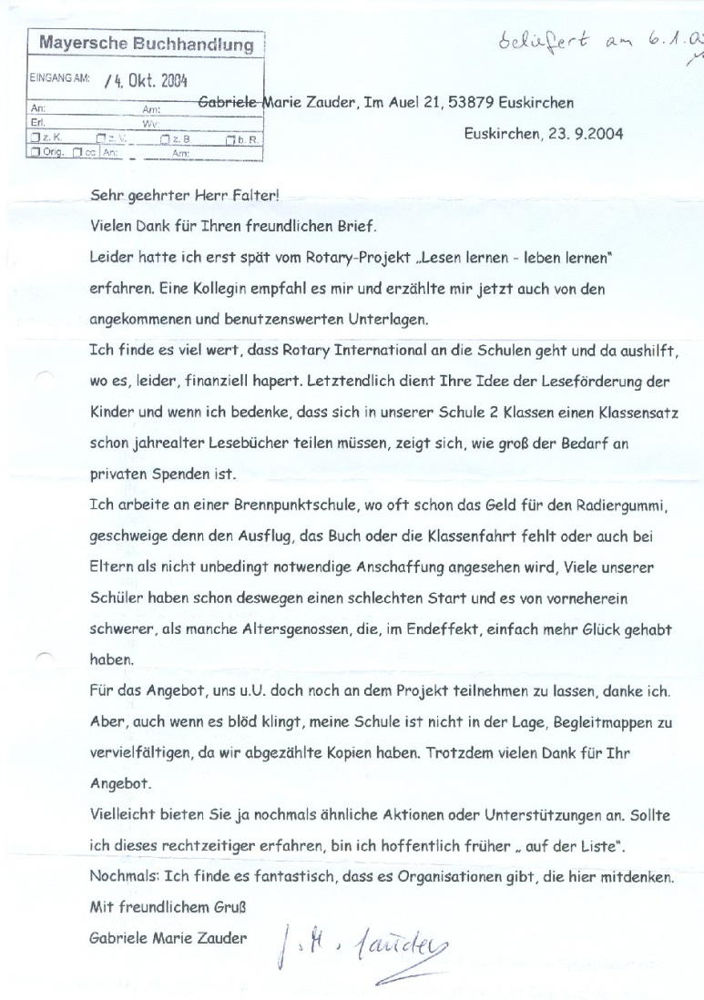 beliefert am 6.1.
Mayersche Buchhandlung
EINGANG AM: /4. Okt. 2004
An: Am:
Erl. Wv:
z. K. z. V. z. B. b. R.
Orig. cc An: Am:
Gabriele Marie Zauder, Im Auel 21, 53879 Euskirchen
Euskirchen, 23. 9.2004
Sehr geehrter Herr Falter!
Vielen Dank für Ihren freundlichen Brief.
Leider hatte ich erst spät vom Rotary-Projekt „Lesen lernen - leben lernen“
erfahren. Eine Kollegin empfahl es mir und erzählte mir jetzt auch von den
angekommenen und benutzenswerten Unterlagen.
Ich finde es viel wert, dass Rotary International an die Schulen geht und da aushilft,
wo es, leider, finanziell hapert. Letztendlich dient Ihre Idee der Leseförderung der
Kinder und wenn ich bedenke, dass sich in unserer Schule 2 Klassen einen Klassensatz
schon jahrealter Lesebücher teilen müssen, zeigt sich, wie groß der Bedarf an
privaten Spenden ist.
Ich arbeite an einer Brennpunktschule, wo oft schon das Geld für den Radiergummi,
geschweige denn den Ausflug, das Buch oder die Klassenfahrt fehlt oder auch bei
Eltern als nicht unbedingt notwendige Anschaffung angesehen wird, Viele unserer
Schüler haben schon deswegen einen schlechten Start und es von vorneherein
schwerer, als manche Altersgenossen, die, im Endeffekt, einfach mehr Glück gehabt
haben.
Für das Angebot, uns u.U. doch noch an dem Projekt teilnehmen zu lassen, danke ich.
Aber, auch wenn es blöd klingt, meine Schule ist nicht in der Lage, Begleitmappen zu
vervielfältigen, da wir abgezählte Kopien haben. Trotzdem vielen Dank für Ihr
Angebot.
Vielleicht bieten Sie ja nochmals ähnliche Aktionen oder Unterstützungen an. Sollte
ich dieses rechtzeitiger erfahren, bin ich hoffentlich früher „ auf der Liste“.
Nochmals: Ich finde es fantastisch, dass es Organisationen gibt, die hier mitdenken.
Mit freundlichem Gruß
Gabriele Marie Zauder G. M. Zauder